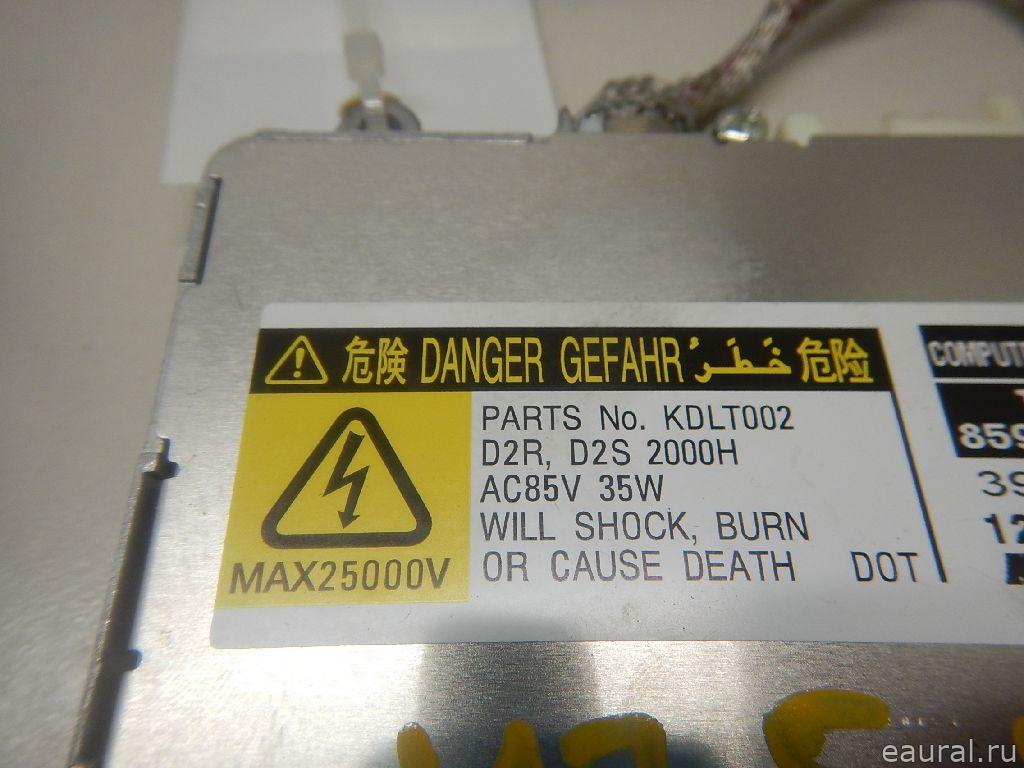 危険 DANGER GEFAHR خَطَرٌ 危险
PARTS No. KDLT002
D2R, D2S 2000H
AC85V 35W
WILL SHOCK, BURN
OR CAUSE DEATH DOT
MAX25000V
eaural.ru